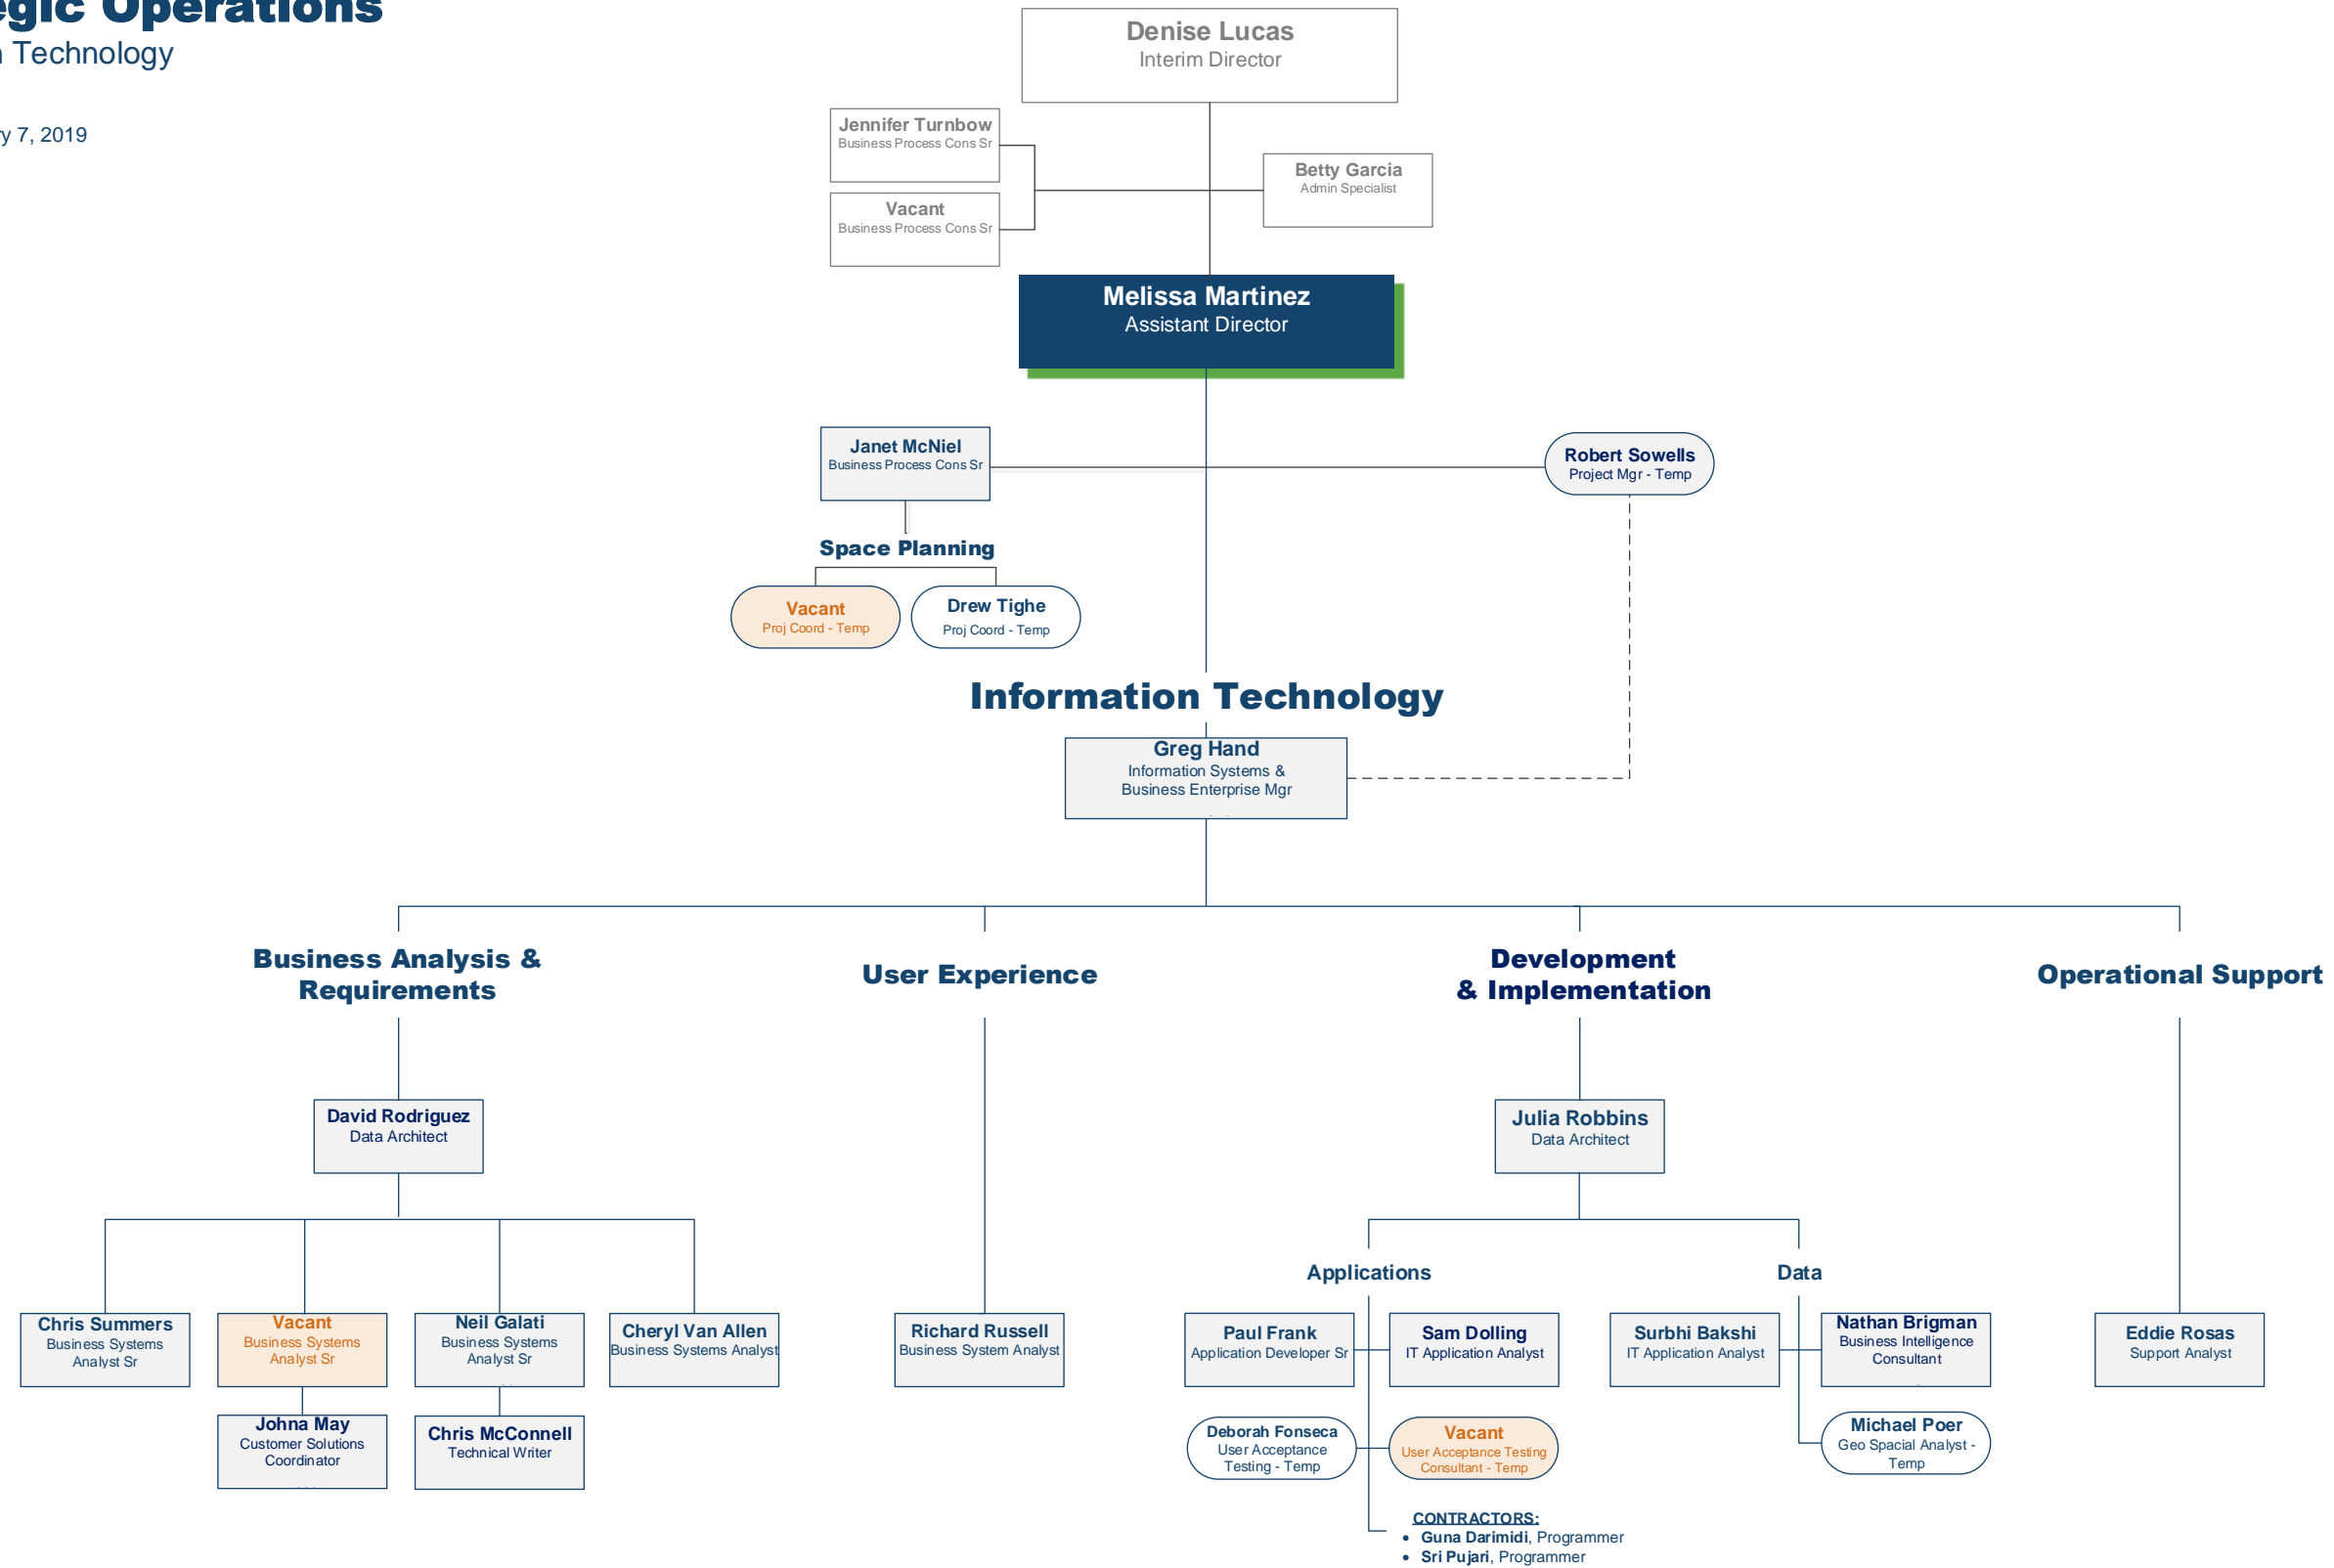 egic Operations
n Technology
ry 7, 2019
Denise Lucas
Interim Director
Jennifer Turnbow
Business Process Cons Sr
Vacant
Business Process Cons Sr
Betty Garcia
Admin Specialist
Melissa Martinez
Assistant Director
Janet McNiel
Business Process Cons Sr
Robert Sowells
Project Mgr - Temp
Space Planning
Vacant
Proj Coord - Temp
Drew Tighe
Proj Coord - Temp
Information Technology
Greg Hand
Information Systems &
Business Enterprise Mgr
Business Analysis &
Requirements
User Experience
Development
& Implementation
Operational Support
David Rodriguez
Data Architect
Julia Robbins
Data Architect
Applications
Data
Chris Summers
Business Systems
Analyst Sr
Vacant
Business Systems
Analyst Sr
Neil Galati
Business Systems
Analyst Sr
Cheryl Van Allen
Business Systems Analyst
Richard Russell
Business System Analyst
Paul Frank
Application Developer Sr
Sam Dolling
IT Application Analyst
Surbhi Bakshi
IT Application Analyst
Nathan Brigman
Business Intelligence
Consultant
Eddie Rosas
Support Analyst
Johna May
Customer Solutions
Coordinator
Chris McConnell
Technical Writer
Deborah Fonseca
User Acceptance
Testing - Temp
Vacant
User Acceptance Testing
Consultant - Temp
Michael Poer
Geo Spacial Analyst -
Temp
CONTRACTORS:
• Guna Darimidi, Programmer
• Sri Pujari, Programmer